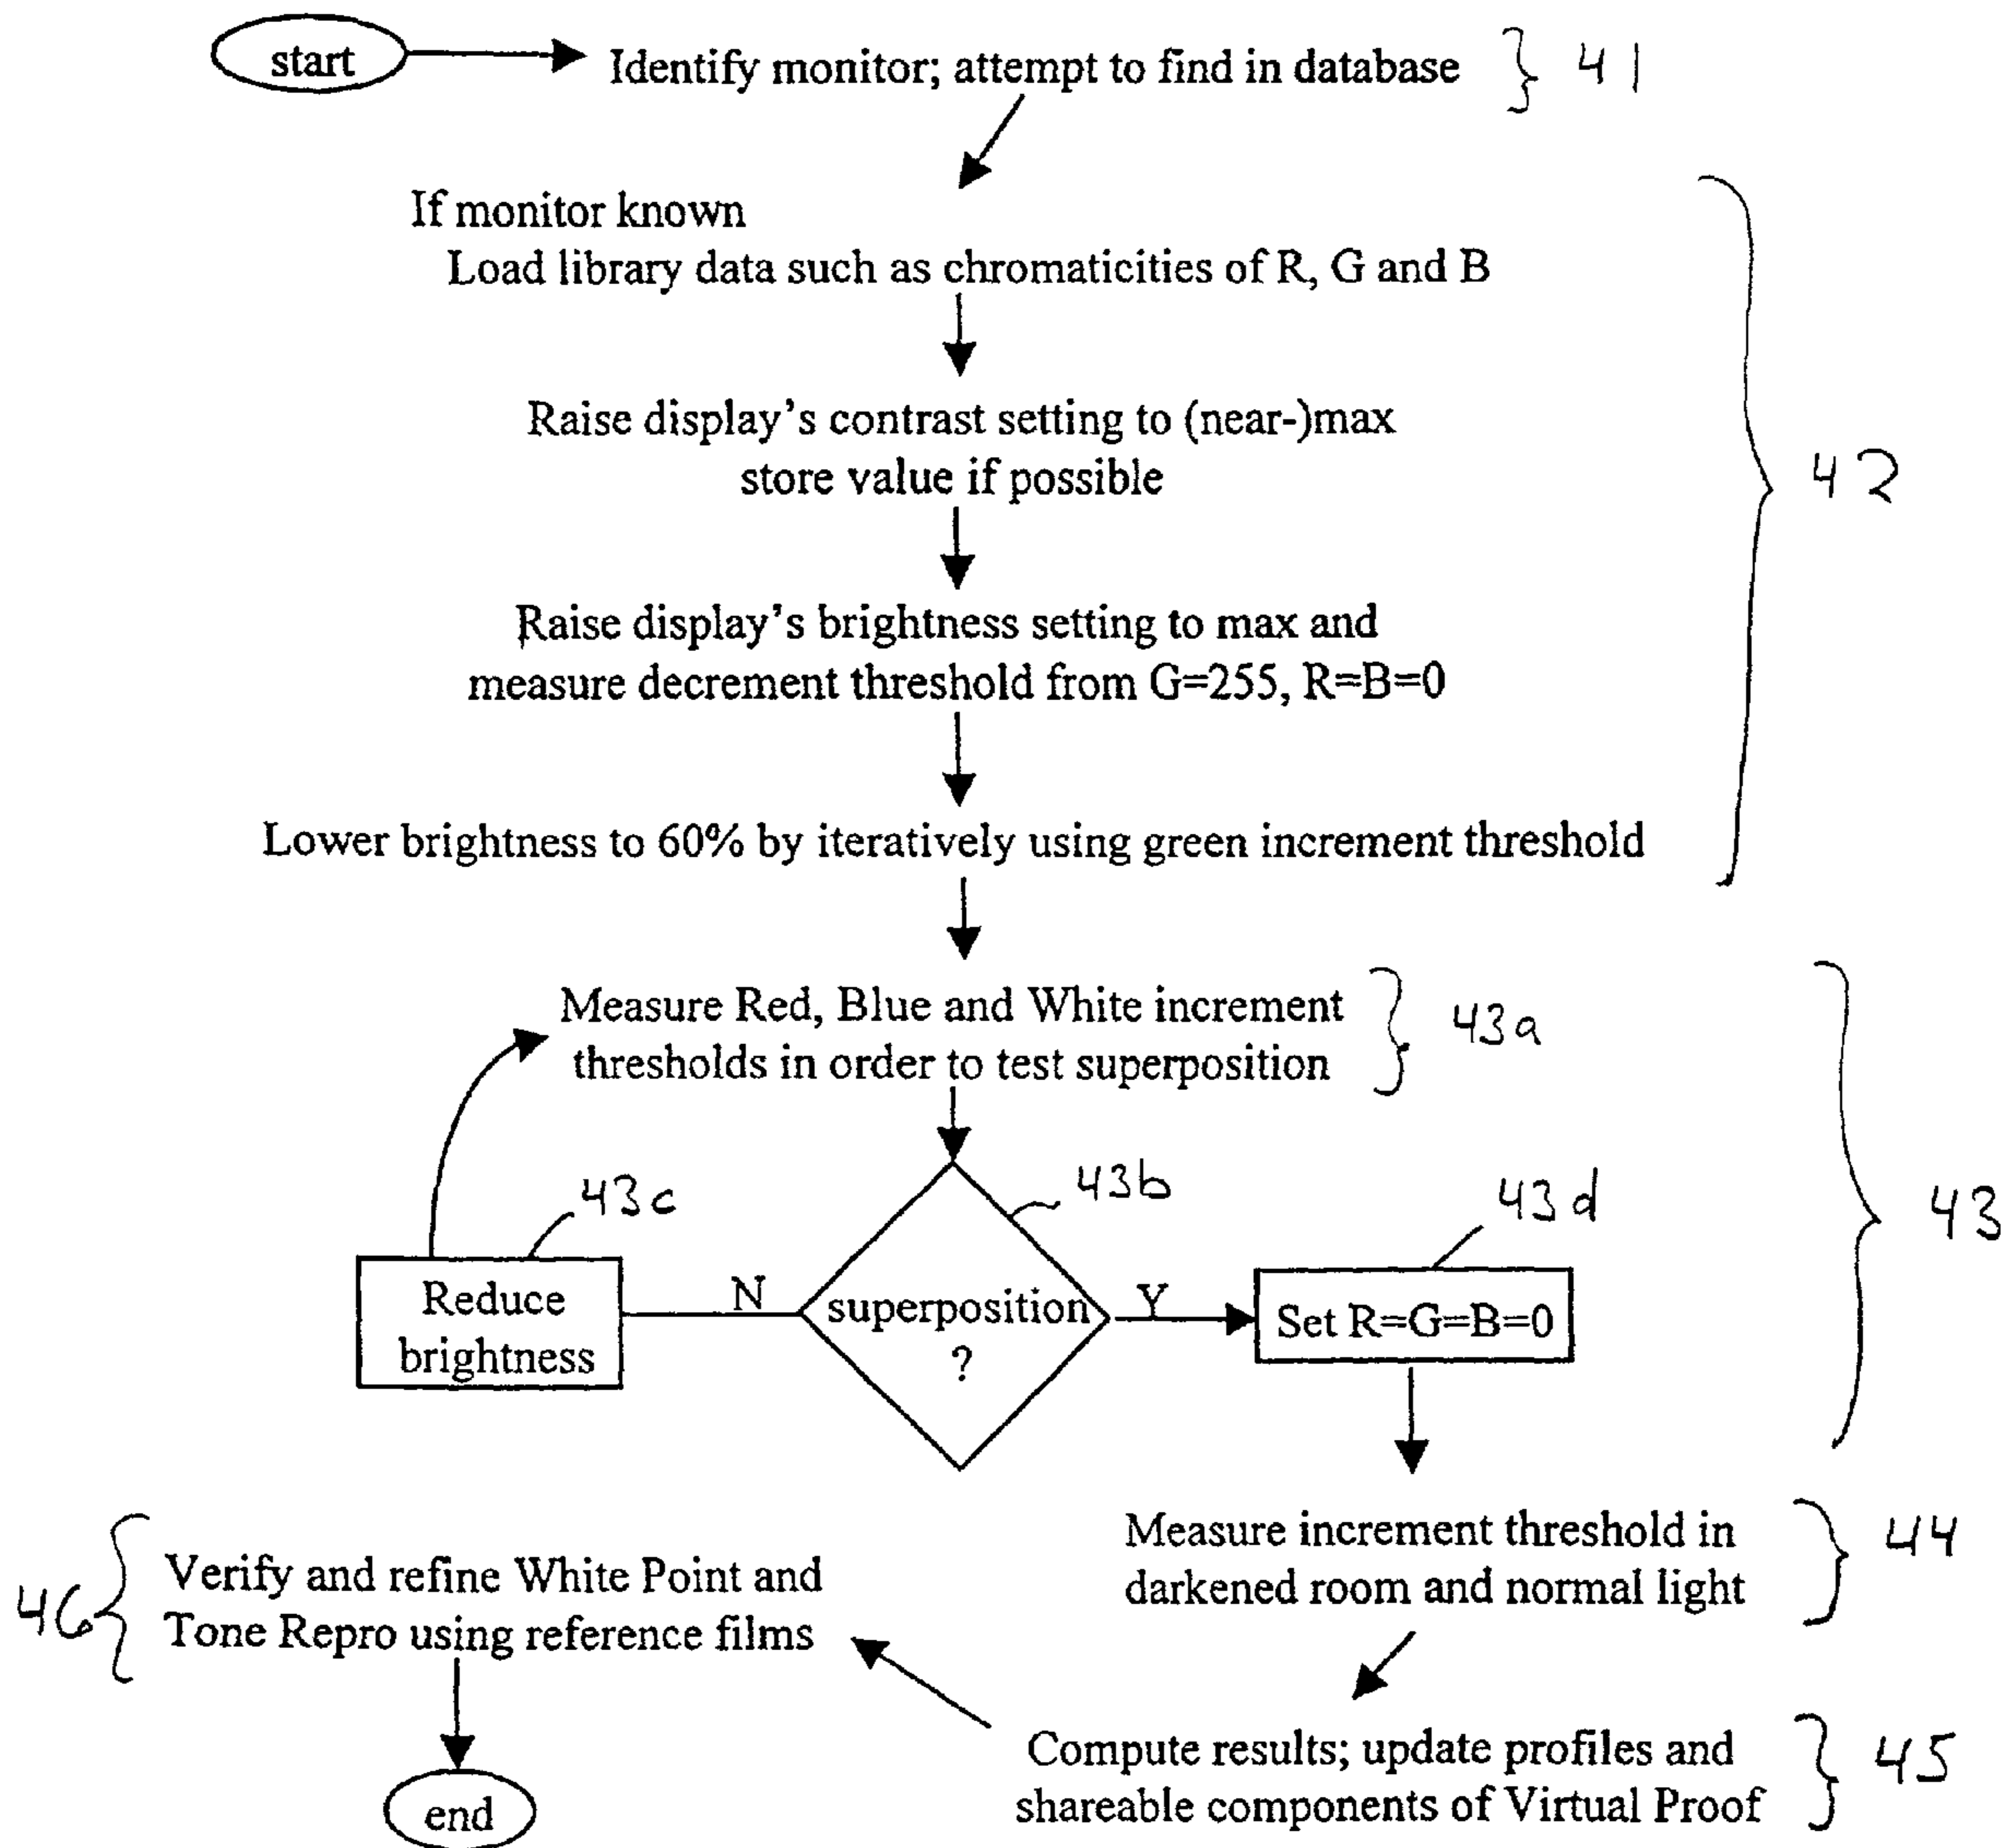 start
Identify monitor; attempt to find in database
41
If monitor known
Load library data such as chromaticities of R, G and B
Raise display's contrast setting to (near-)max
store value if possible
42
Raise display's brightness setting to max and
measure decrement threshold from G=255, R=B=0
Lower brightness to 60% by iteratively using green increment threshold
Measure Red, Blue and White increment
thresholds in order to test superposition
43a
43c
43b
43d
43
Reduce
brightness
N
superposition
?
Y
Set R=G=B=0
Measure increment threshold in
darkened room and normal light
44
46
Verify and refine White Point and
Tone Repro using reference films
Compute results; update profiles and
shareable components of Virtual Proof
45
end